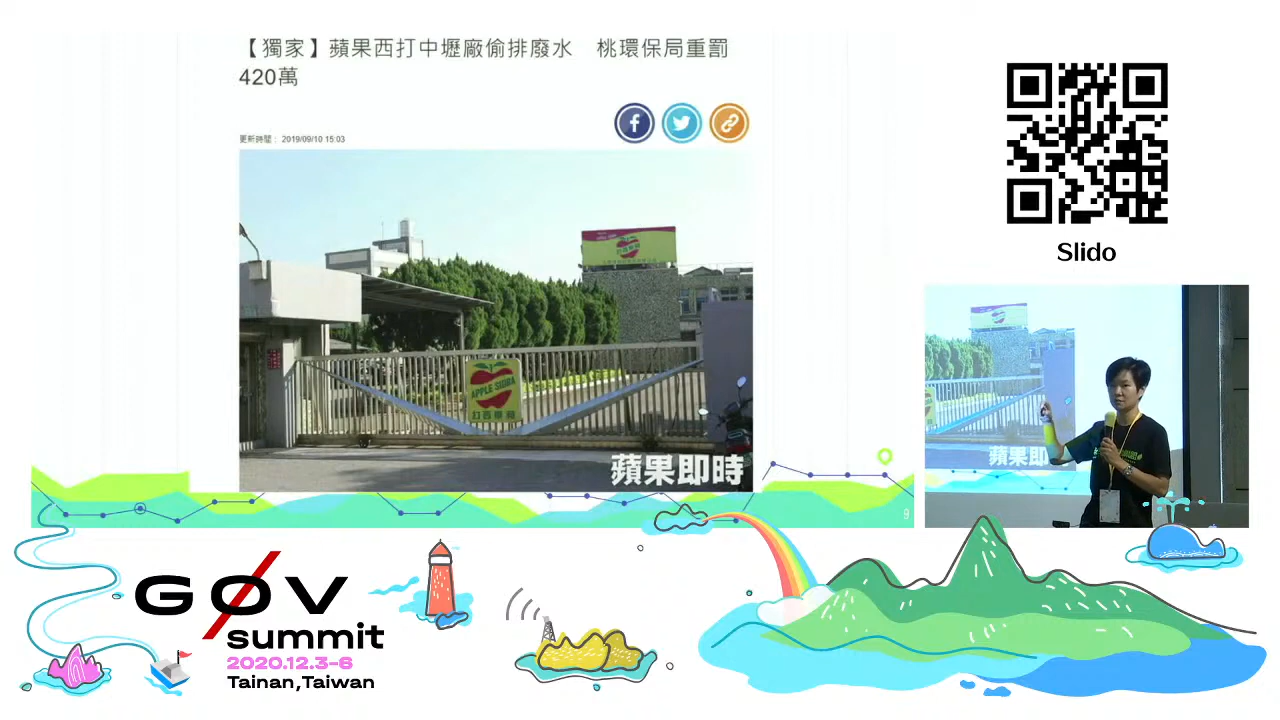 【獨家】蘋果西打中壢廠偷排廢水 桃環保局重罰
420萬
更新時間： 2019/09/10 15:03
APPLE SIDRA
蘋果即時
9
Slido
蘋果即時
G0V
summit
2020.12.3-6
Tainan,Taiwan